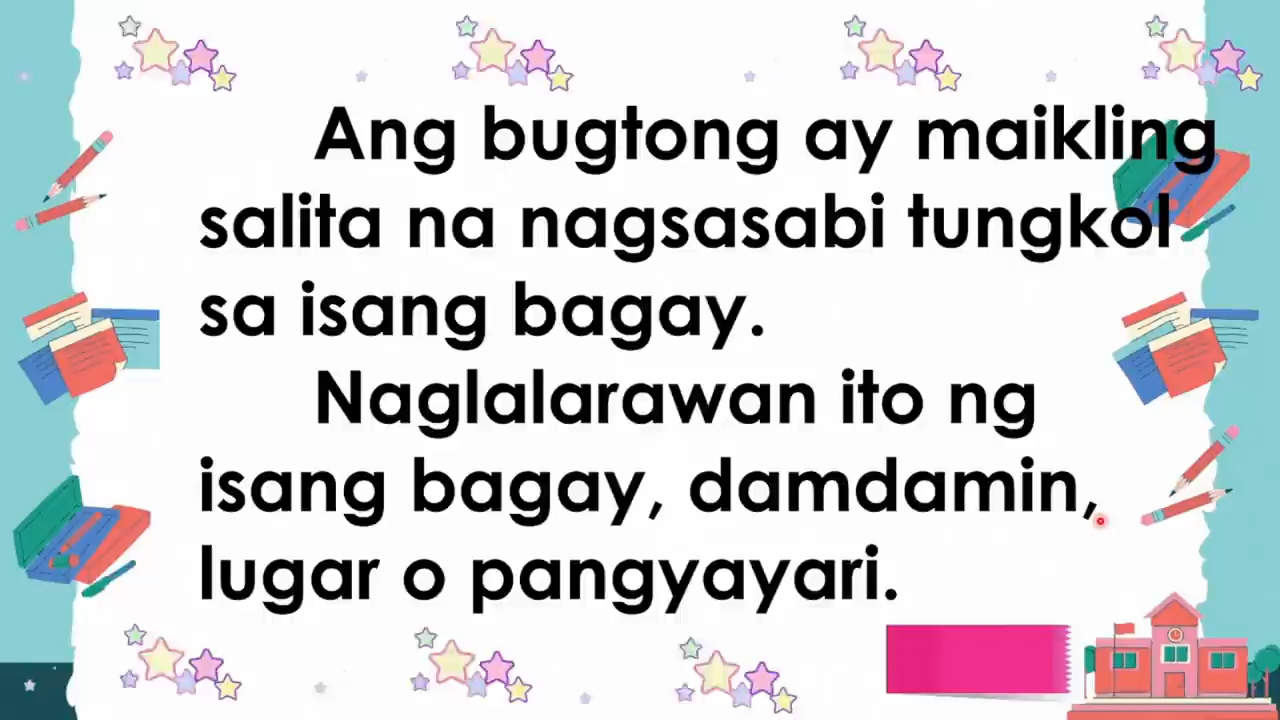 Ang bugtong ay maikling
salita na nagsasabi tungkol
sa isang bagay.
Naglalarawan ito ng
isang bagay, damdamin,
lugar o pangyayari.